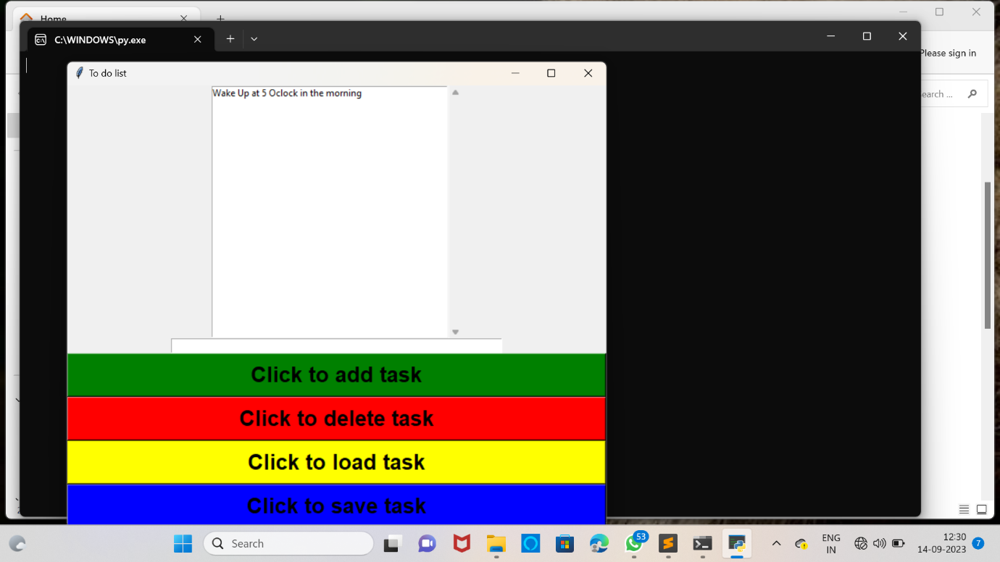 Home
C:\WINDOWS\py.exe
Please sign in
To do list
Wake Up at 5 Oclock in the morning
earch ...
Click to add task
Click to delete task
Click to load task
Click to save task
Search
53
ENG
IN
12:30
14-09-2023
7